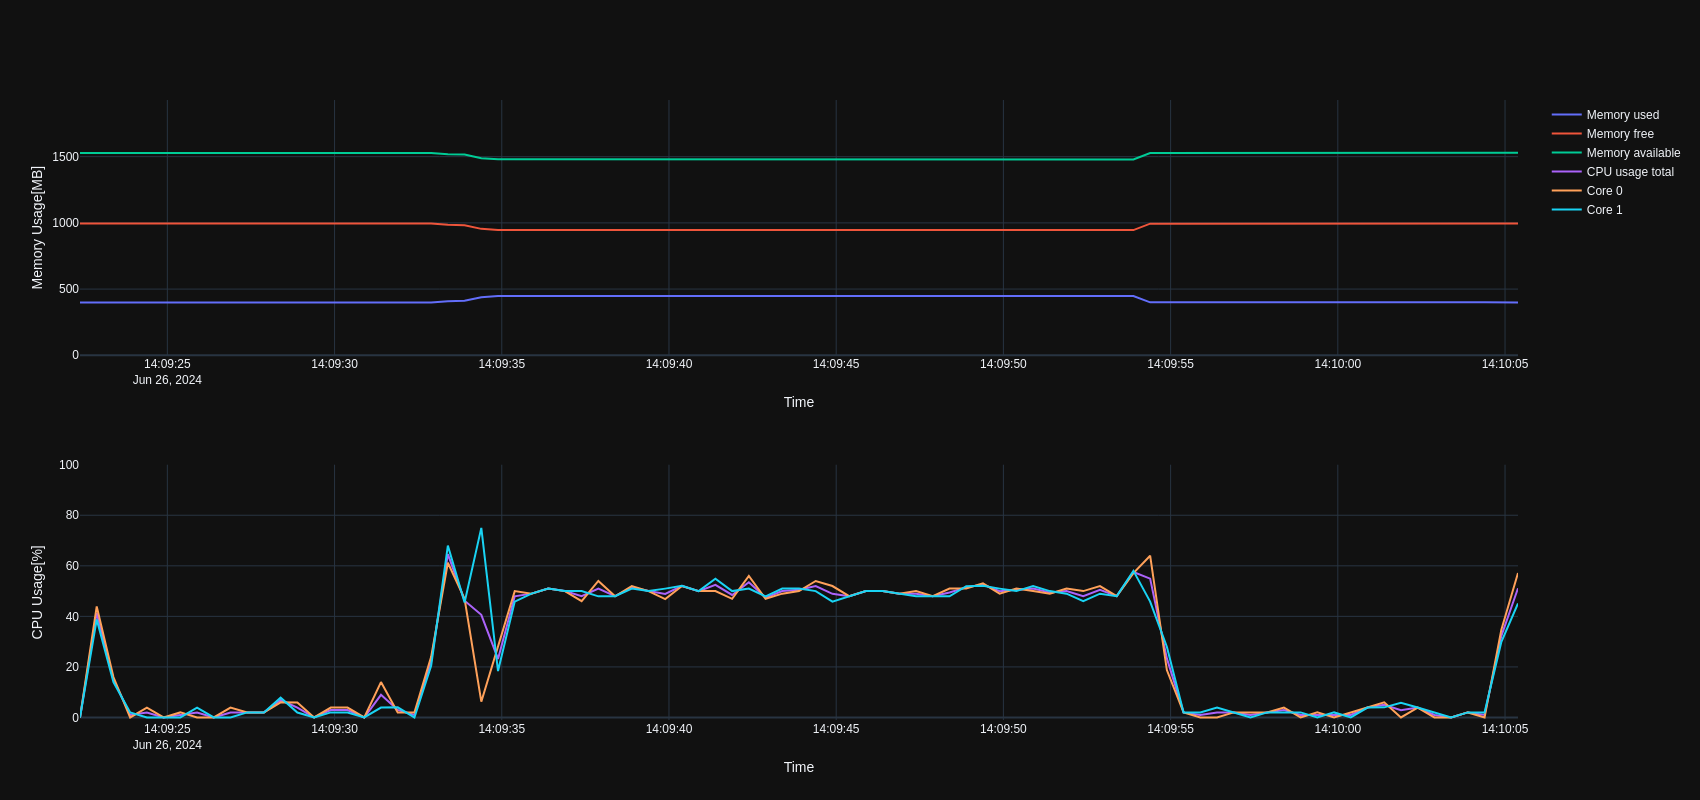 Memory Usage[MB]
1500
1000
500
0
14:09:25 14:09:30 14:09:35 14:09:40 14:09:45 14:09:50 14:09:55 14:10:00 14:10:05
Jun 26, 2024
Time
Memory used
Memory free
Memory available
CPU usage total
Core 0
Core 1
CPU Usage[%]
100
80
60
40
20
0
14:09:25 14:09:30 14:09:35 14:09:40 14:09:45 14:09:50 14:09:55 14:10:00 14:10:05
Jun 26, 2024
Time